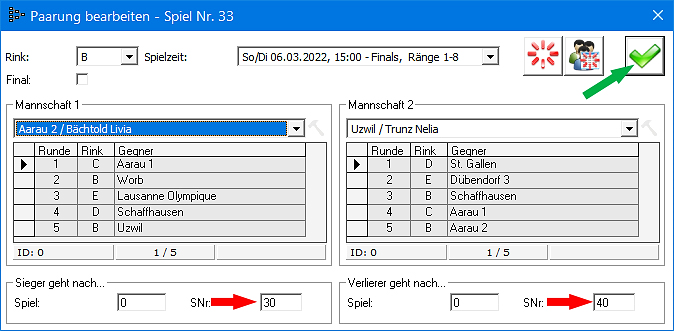 Paarung bearbeiten - Spiel Nr. 33
Rink: B Spielzeit: So/Di 06.03.2022, 15:00 - Finals, Ränge 1-8
Final:
Mannschaft 1 Mannschaft 2
Aarau 2 / Bächtold Livia Uzwil / Trunz Nelia
Runde Rink Gegner Runde Rink Gegner
1 C Aarau 1 1 D St. Gallen
2 B Worb 2 E Dübendorf 3
3 E Lausanne Olympique 3 B Schaffhausen
4 D Schaffhausen 4 C Aarau 1
5 B Uzwil 5 B Aarau 2
ID: 0 1 / 5 ID: 0 1 / 5
Sieger geht nach... Verlierer geht nach...
Spiel: 0 SNr: 30 Spiel: 0 SNr: 40